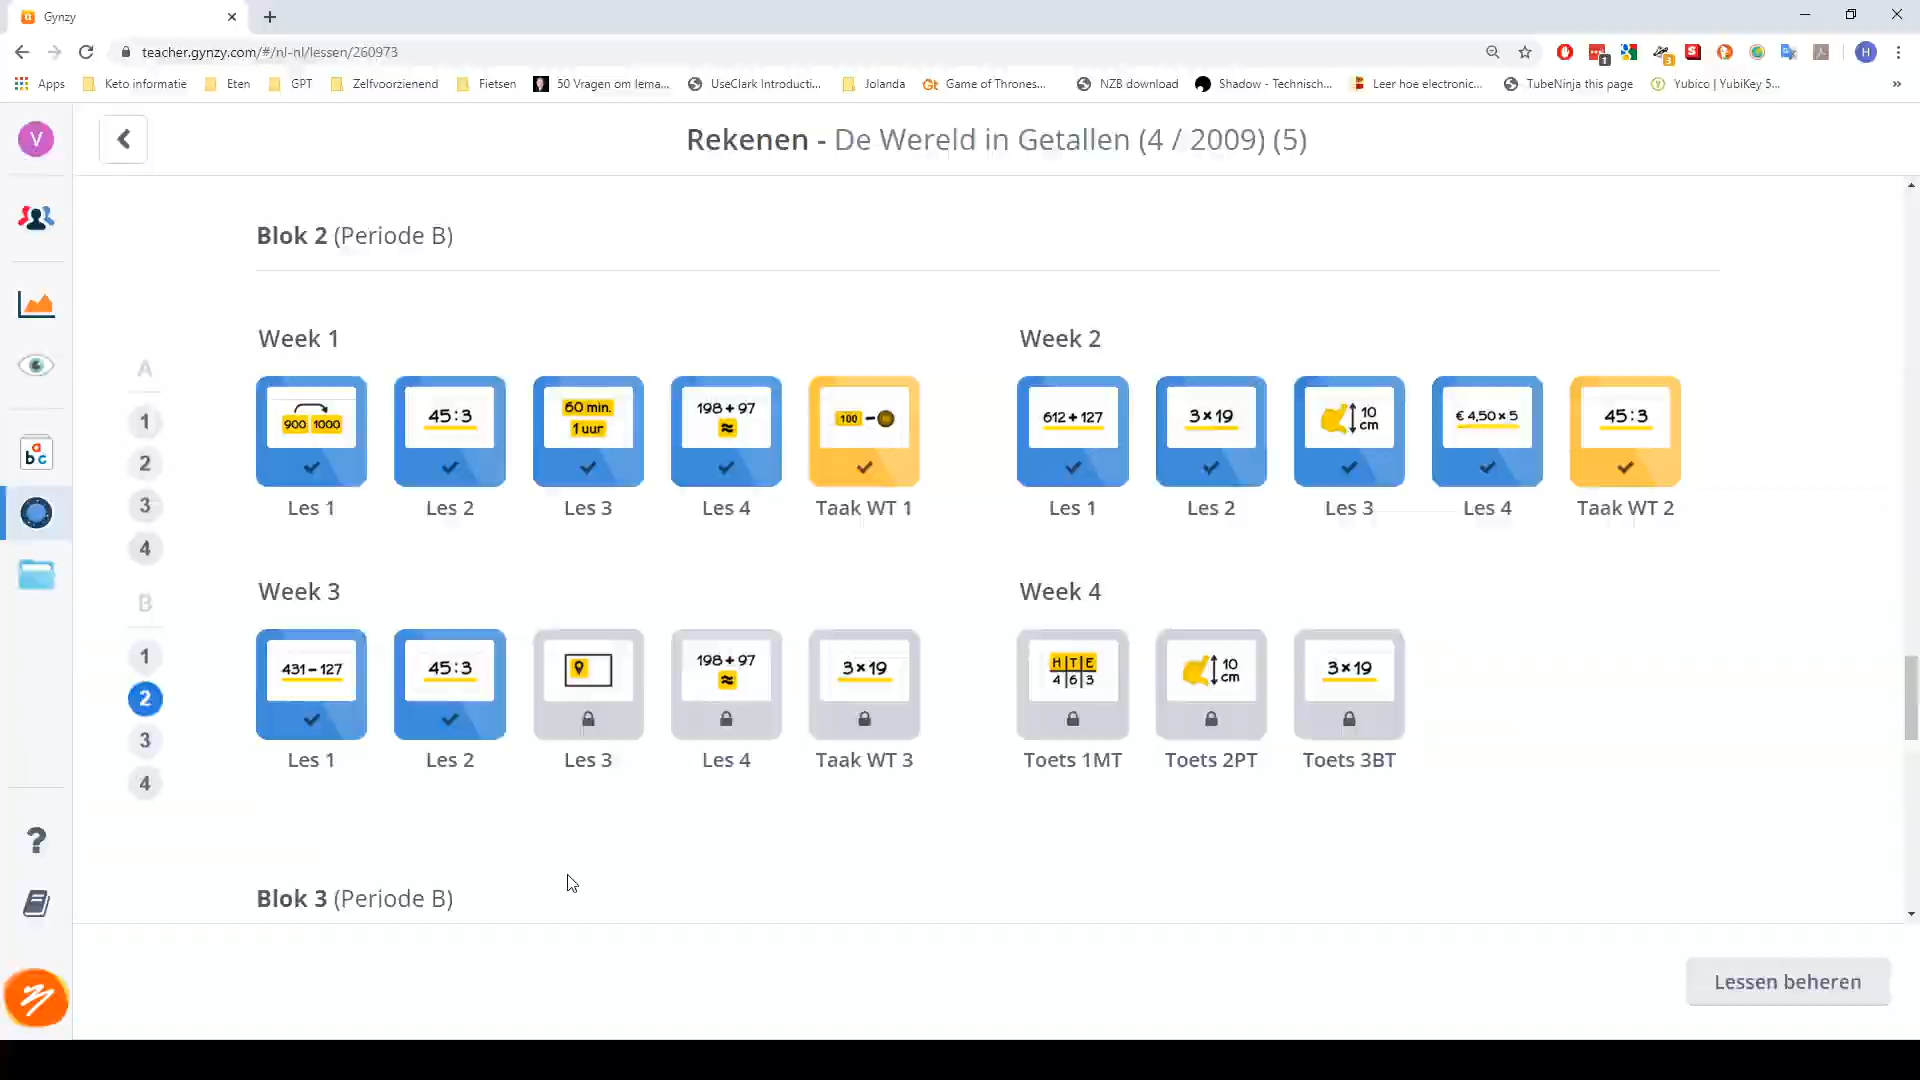 Gynzy
teacher.gynzy.com/#/nl-nl/lessen/260973
1
3
H
Apps
Keto informatie
Eten
GPT
Zelfvoorzienend
Fietsen
50 Vragen om Iema...
UseClark Introducti...
Jolanda
Gt Game of Thrones...
NZB download
Shadow - Technisch...
Leer hoe electronic...
TubeNinja this page
Yubico | YubiKey 5...
»
V
Rekenen - De Wereld in Getallen (4 / 2009) (5)
Blok 2 (Periode B)
Week 1
900 1000
45:3
60 min.
1 uur
198 + 97
≈
100 -
Les 1
Les 2
Les 3
Les 4
Taak WT 1
Week 2
612 + 127
3 x 19
10 cm
€ 4,50 x 5
45:3
Les 1
Les 2
Les 3
Les 4
Taak WT 2
A
1
2
3
4
B
1
2
3
4
Week 3
431 - 127
45:3
198 + 97
≈
3 x 19
Les 1
Les 2
Les 3
Les 4
Taak WT 3
Week 4
H T E
4 6 3
10 cm
3 x 19
Toets 1MT
Toets 2PT
Toets 3BT
a
b c
?
Blok 3 (Periode B)
Lessen beheren